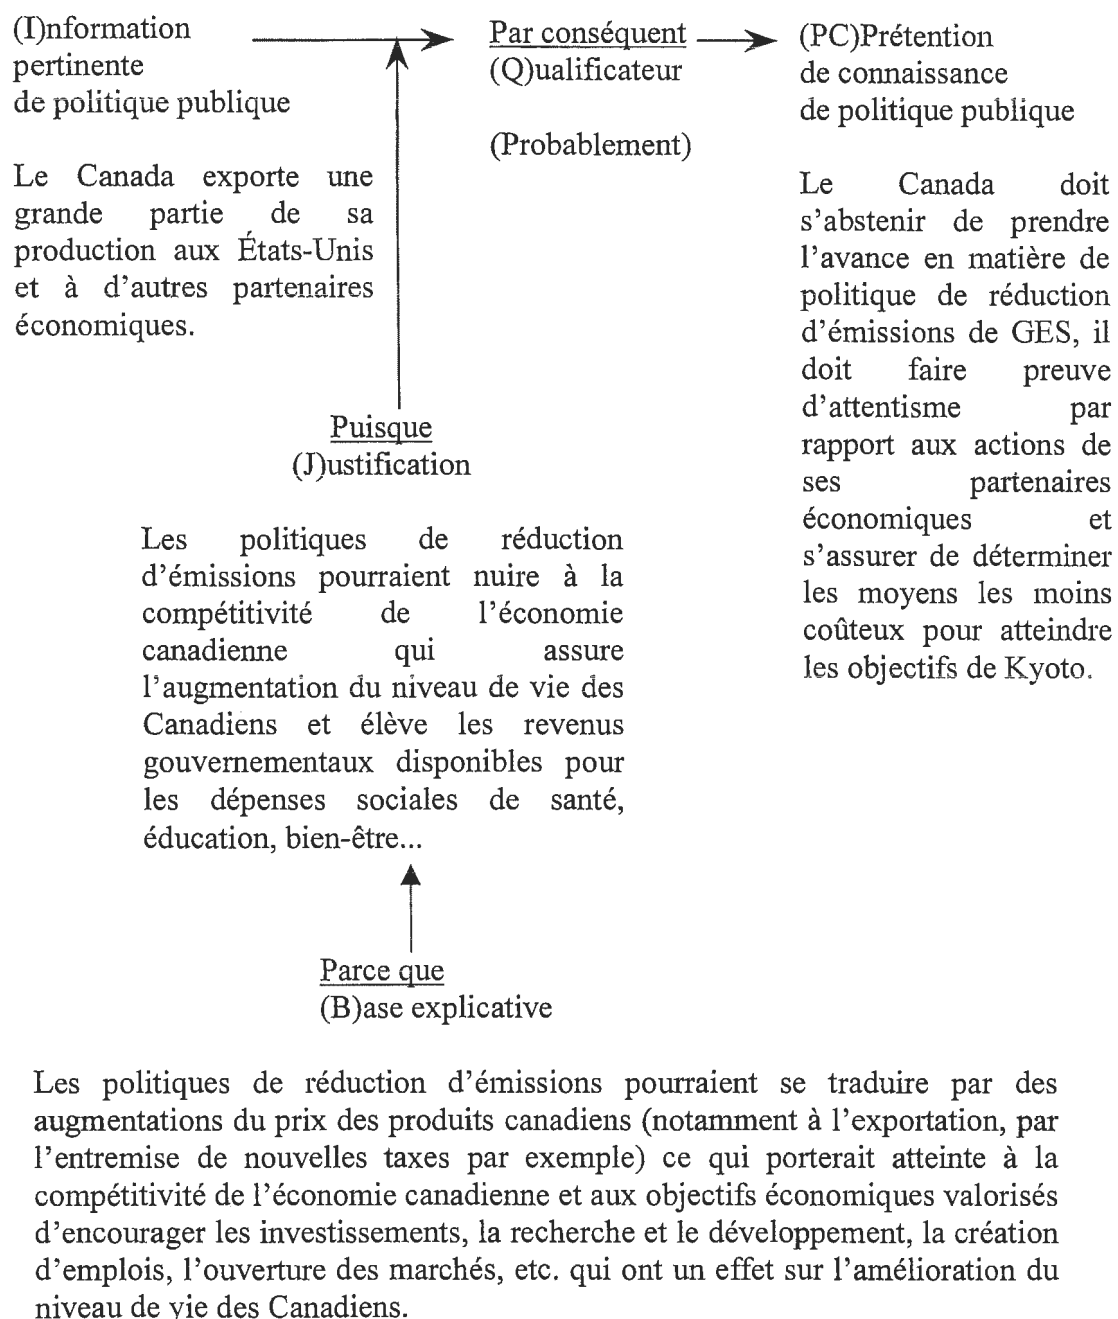 (I)nformation
pertinente
de politique publique
Le Canada exporte une
grande partie de sa
production aux États-Unis
et à d'autres partenaires
économiques.
Par conséquent
(Q)ualificateur
(Probablement)
(PC)Prétention
de connaissance
de politique publique
Le Canada doit
s'abstenir de prendre
l'avance en matière de
politique de réduction
d'émissions de GES, il
doit faire preuve
d'attentisme par
rapport aux actions de
ses partenaires
économiques et
s'assurer de déterminer
les moyens les moins
coûteux pour atteindre
les objectifs de Kyoto.
Puisque
(J)ustification
Les politiques de réduction
d'émissions pourraient nuire à la
compétitivité de l'économie
canadienne qui assure
l'augmentation du niveau de vie des
Canadiens et élève les revenus
gouvernementaux disponibles pour
les dépenses sociales de santé,
éducation, bien-être...
Parce que
(B)ase explicative
Les politiques de réduction d'émissions pourraient se traduire par des
augmentations du prix des produits canadiens (notamment à l'exportation, par
l'entremise de nouvelles taxes par exemple) ce qui porterait atteinte à la
compétitivité de l'économie canadienne et aux objectifs économiques valorisés
d'encourager les investissements, la recherche et le développement, la création
d'emplois, l'ouverture des marchés, etc. qui ont un effet sur l'amélioration du
niveau de vie des Canadiens.